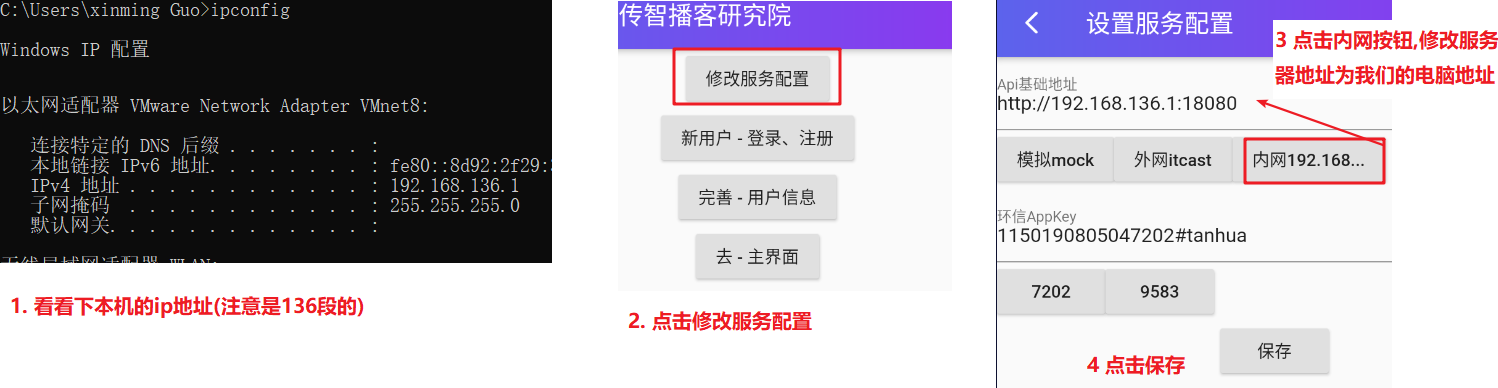 C:\Users\xinming Guo>ipconfig
Windows IP 配置
以太网适配器 VMware Network Adapter VMnet8:
连接特定的 DNS 后缀 . . . . . . . :
本地链接 IPv6 地址. . . . . . . . : fe80::8d92:2f29:
IPv4 地址 . . . . . . . . . . . . : 192.168.136.1
子网掩码 . . . . . . . . . . . . : 255.255.255.0
默认网关. . . . . . . . . . . . . :
无线局域网适配器 WLAN:
1. 看看下本机的ip地址(注意是136段的)
传智播客研究院
修改服务配置
新用户 - 登录、注册
完善 - 用户信息
去 - 主界面
2. 点击修改服务配置
设置服务配置
3 点击内网按钮,修改服务
器地址为我们的电脑地址
Api基础地址
http://192.168.136.1:18080
模拟mock 外网itcast 内网192.168...
环信AppKey
1150190805047202#tanhua
7202 9583
保存
4 点击保存